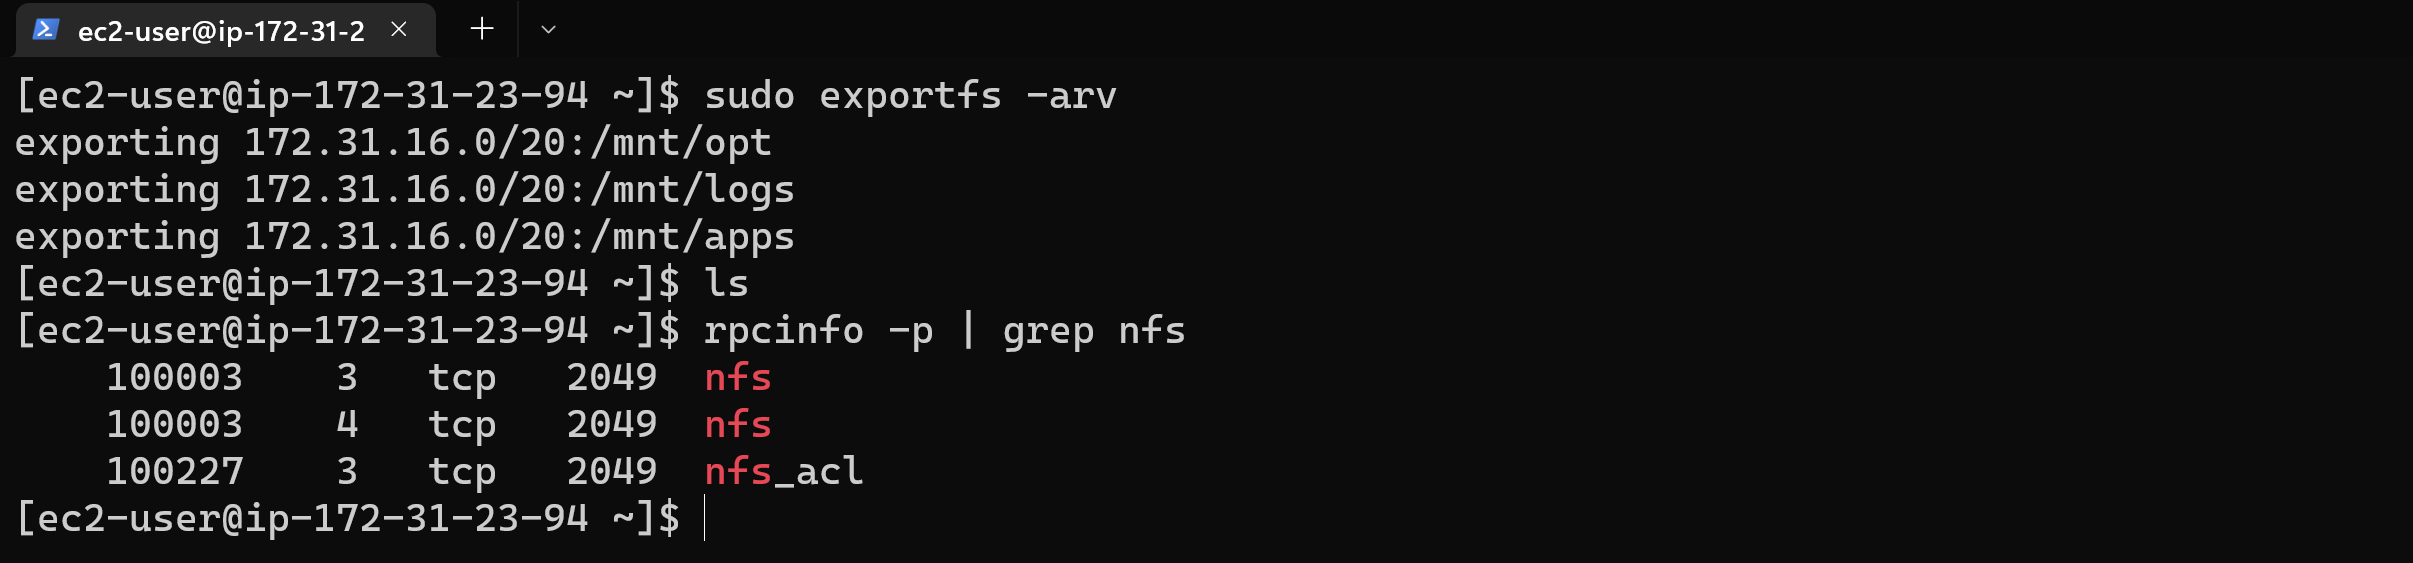 ec2-user@ip-172-31-2
[ec2-user@ip-172-31-23-94 ~]$ sudo exportfs -arv
exporting 172.31.16.0/20:/mnt/opt
exporting 172.31.16.0/20:/mnt/logs
exporting 172.31.16.0/20:/mnt/apps
[ec2-user@ip-172-31-23-94 ~]$ ls
[ec2-user@ip-172-31-23-94 ~]$ rpcinfo -p | grep nfs
    100003    3   tcp   2049  nfs
    100003    4   tcp   2049  nfs
    100227    3   tcp   2049  nfs_acl
[ec2-user@ip-172-31-23-94 ~]$